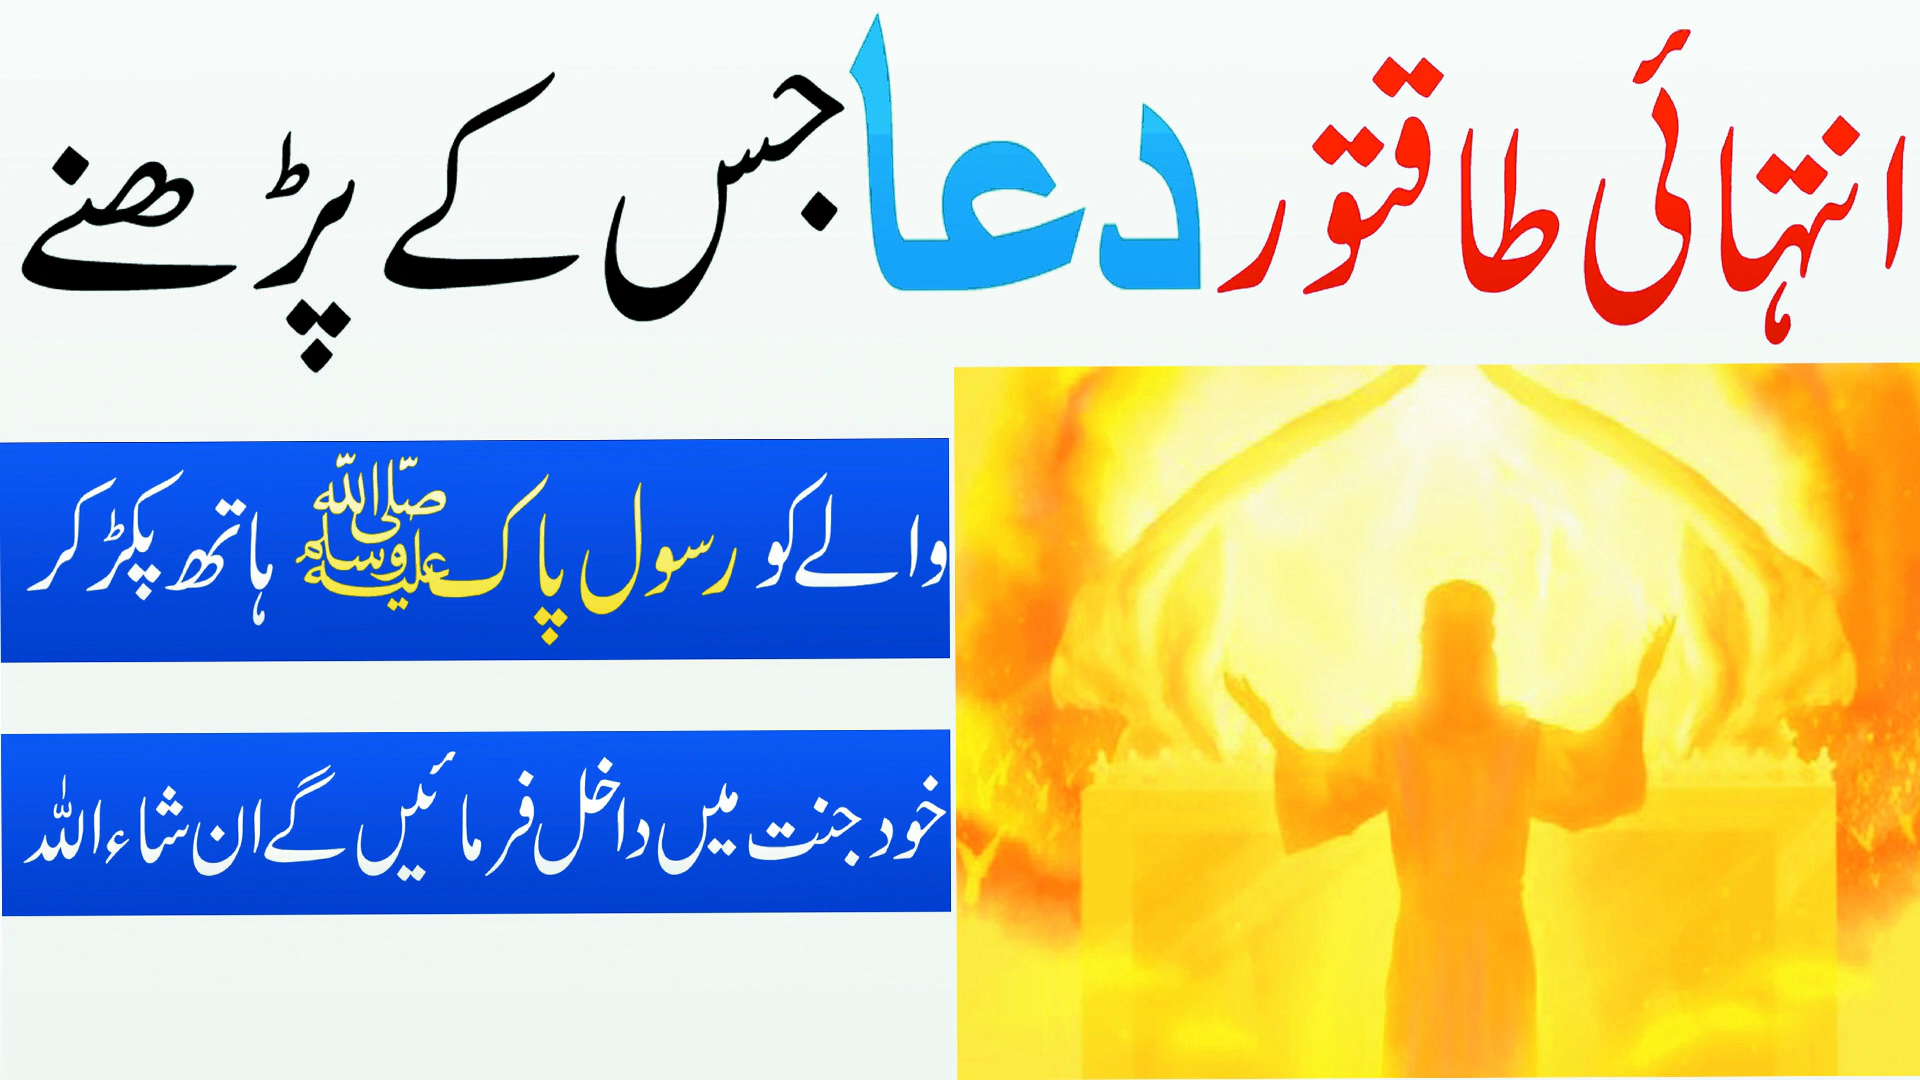 انتہائی طاقتور دعا جس کے پڑھنے
والے کو رسول پاک صلی اللہ علیہ وسلم ہاتھ پکڑ کر
خود جنت میں داخل فرمائیں گے ان شاء اللہ